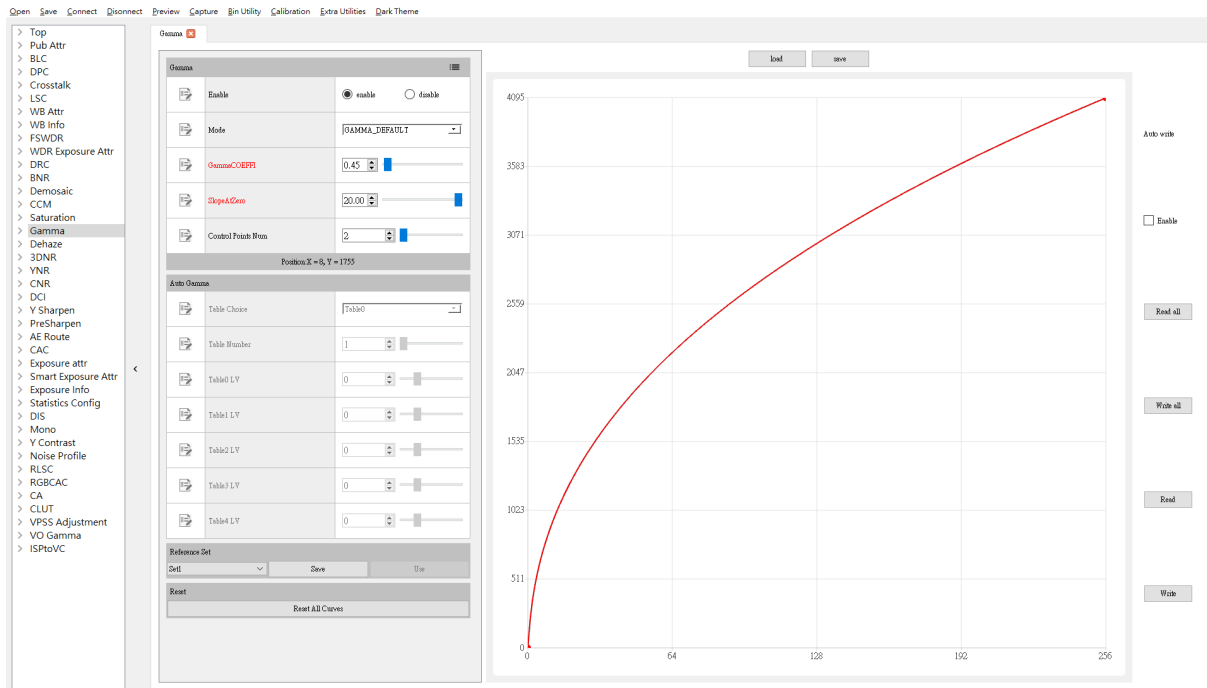 Open Save Connect Disonnect Preview Capture Bin Utility Calibration Extra Utilities Dark Theme
> Top
> Pub Attr
> BLC
> DPC
> Crosstalk
> LSC
> WB Attr
> WB Info
> FSWDR
> WDR Exposure Attr
> DRC
> BNR
> Demosaic
> CCM
> Saturation
> Gamma
> Dehaze
> 3DNR
> YNR
> CNR
> DCI
> Y Sharpen
> PreSharpen
> AE Route
> CAC
> Exposure attr
> Smart Exposure Attr
> Exposure Info
> Statistics Config
> DIS
> Mono
> Y Contrast
> Noise Profile
> RLSC
> RGBCAC
> CA
> CLUT
> VPSS Adjustment
> VO Gamma
> ISPtoVC
<
Gamma
Gamma
Enable enable disable
Mode GAMMA_DEFAULT
GammaCOEFFI 0.45
SlopeAtZero 20.00
Control Points Num 2
Position:X = 8, Y = 1755
Auto Gamma
Table Choice Table0
Table Number 1
Table0 LV 0
Table1 LV 0
Table2 LV 0
Table3 LV 0
Table4 LV 0
Reference Set
Set1 Save Use
Reset
Reset All Curves
load save
4095
3583
3071
2559
2047
1535
1023
511
0
0 64 128 192 256
Auto write
Enable
Read all
Write all
Read
Write